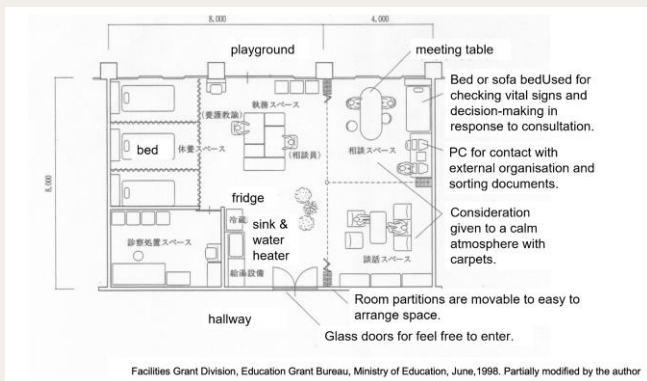 8,000
4,000
playground
meeting table
8,000
執務スペース
(養護教諭)
bed
休養スペース
(相談員)
相談スペース
Bed or sofa bedUsed for
checking vital signs and
decision-making in
response to consultation.
PC for contact with
external organisation and
sorting documents.
fridge
冷蔵
sink &
water
heater
診察処置スペース
給湯設備
談話スペース
Consideration
given to a calm
atmosphere with
carpets.
Room partitions are movable to easy to
arrange space.
hallway
Glass doors for feel free to enter.
Facilities Grant Division, Education Grant Bureau, Ministry of Education, June,1998. Partially modified by the author